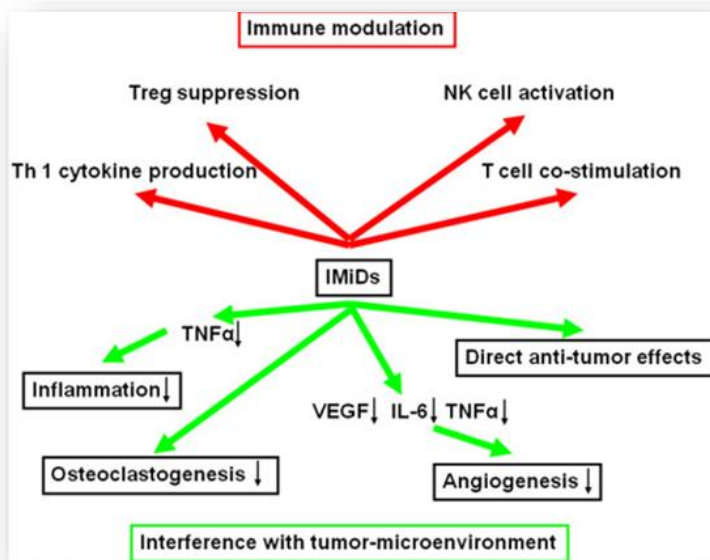 Immune modulation
Treg suppression
NK cell activation
Th 1 cytokine production
T cell co-stimulation
IMiDs
TNFα↓
Direct anti-tumor effects
Inflammation↓
VEGF↓ IL-6↓ TNFα↓
Osteoclastogenesis ↓
Angiogenesis ↓
Interference with tumor-microenvironment